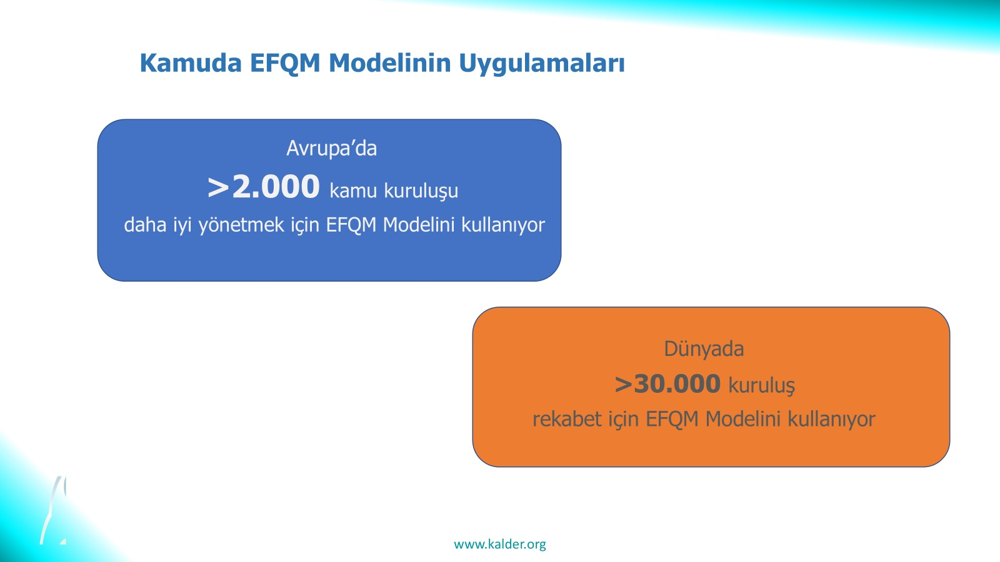 Kamuda EFQM Modelinin Uygulamaları
Avrupa’da
>2.000 kamu kuruluşu
daha iyi yönetmek için EFQM Modelini kullanıyor
Dünyada
>30.000 kuruluş
rekabet için EFQM Modelini kullanıyor
www.kalder.org